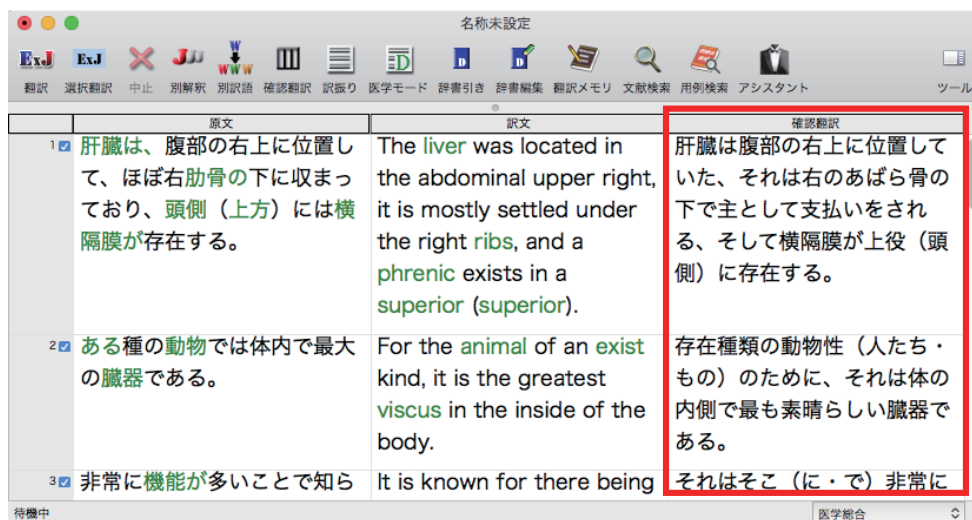 名称未設定
ExJ ExJ J WWW D D
翻訳 選択翻訳 中止 別解釈 別訳語 確認翻訳 訳振り 医学モード 辞書引き 辞書編集 翻訳メモリ 文献検索 用例検索 アシスタント ツール
原文 訳文 確認翻訳
1 肝臓は、腹部の右上に位置し
て、ほぼ右肋骨の下に収まっ
ており、頭側（上方）には横
隔膜が存在する。
The liver was located in
the abdominal upper right,
it is mostly settled under
the right ribs, and a
phrenic exists in a
superior (superior).
肝臓は腹部の右上に位置して
いた、それは右のあばら骨の
下で主として支払いをされ
る、そして横隔膜が上役（頭
側）に存在する。
2 ある種の動物では体内で最大
の臓器である。
For the animal of an exist
kind, it is the greatest
viscus in the inside of the
body.
存在種類の動物性（人たち・
もの）のために、それは体の
内側で最も素晴らしい臓器で
ある。
3 非常に機能が多いことで知ら
It is known for there being
それはそこ（に・で）非常に
待機中 医学総合